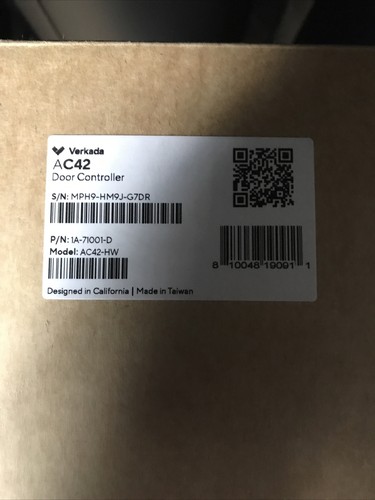 Verkada
AC42
Door Controller
S/N: MPH9-HM9J-G7DR
P/N: 1A-71001-D
Model: AC42-HW
8 10048 19091 1
Designed in California | Made in Taiwan